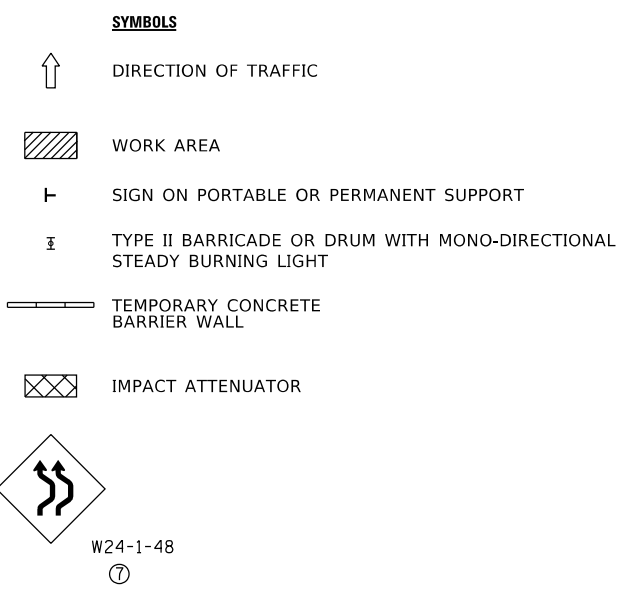 SYMBOLS
DIRECTION OF TRAFFIC
WORK AREA
SIGN ON PORTABLE OR PERMANENT SUPPORT
TYPE II BARRICADE OR DRUM WITH MONO-DIRECTIONAL
STEADY BURNING LIGHT
TEMPORARY CONCRETE
BARRIER WALL
IMPACT ATTENUATOR
W24-1-48
7